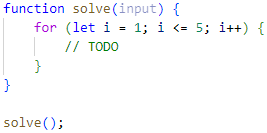 function solve(input) {
    for (let i = 1; i <= 5; i++) {
        // TODO
    }
}

solve();